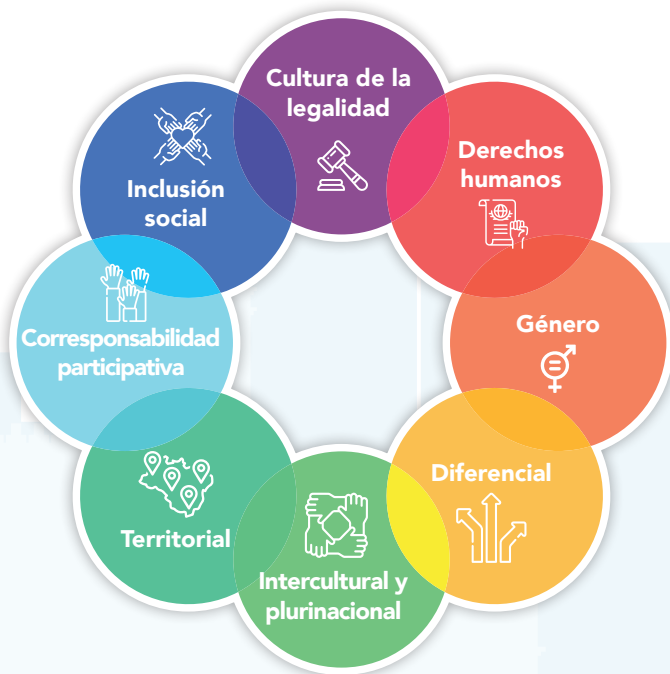 Cultura de la
legalidad
Derechos
humanos
Género
Diferencial
Intercultural y
plurinacional
Territorial
Corresponsabilidad
participativa
Inclusión
social